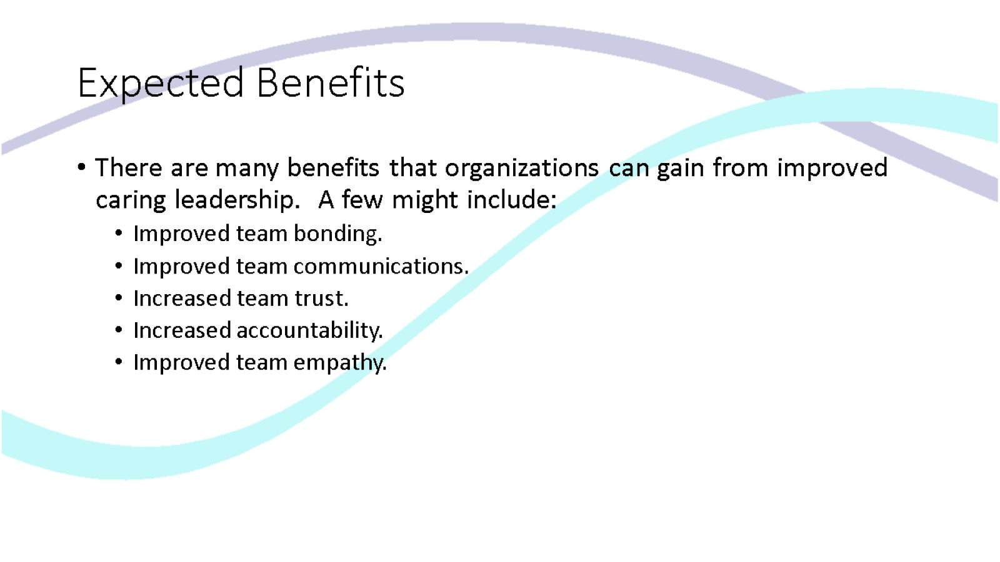 Expected Benefits
• There are many benefits that organizations can gain from improved
caring leadership.  A few might include:
• Improved team bonding.
• Improved team communications.
• Increased team trust.
• Increased accountability.
• Improved team empathy.